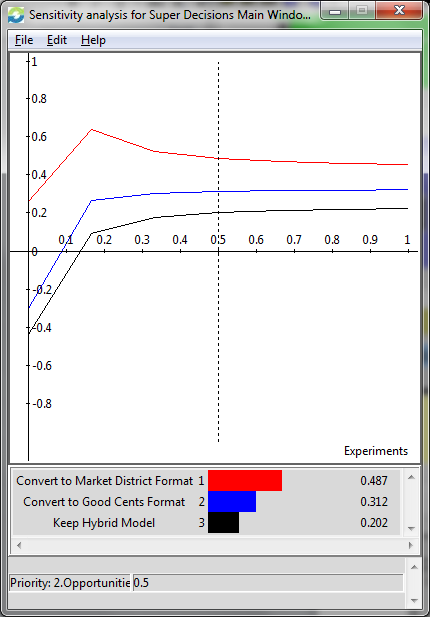 Sensitivity analysis for Super Decisions Main Windo...
File Edit Help
1
0.8
0.6
0.4
0.2
0.1 0.2 0.3 0.4 0.5 0.6 0.7 0.8 0.9 1
0
-0.2
-0.4
-0.6
-0.8
Experiments
Convert to Market District Format 1 0.487
Convert to Good Cents Format 2 0.312
Keep Hybrid Model 3 0.202
Priority: 2.Opportunitie 0.5